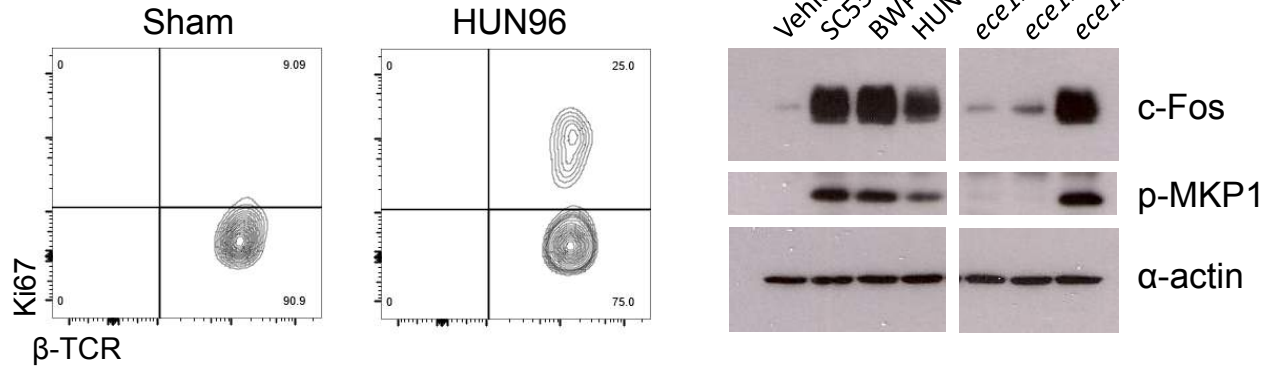 Sham
0
9.09
0
90.9
HUN96
0
25.0
0
75.0
Ki67
β-TCR
c-Fos
p-MKP1
α-actin